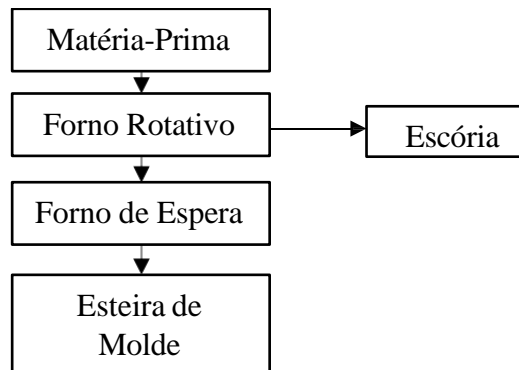 Matéria-Prima
Forno Rotativo
Escória
Forno de Espera
Esteira de
Molde